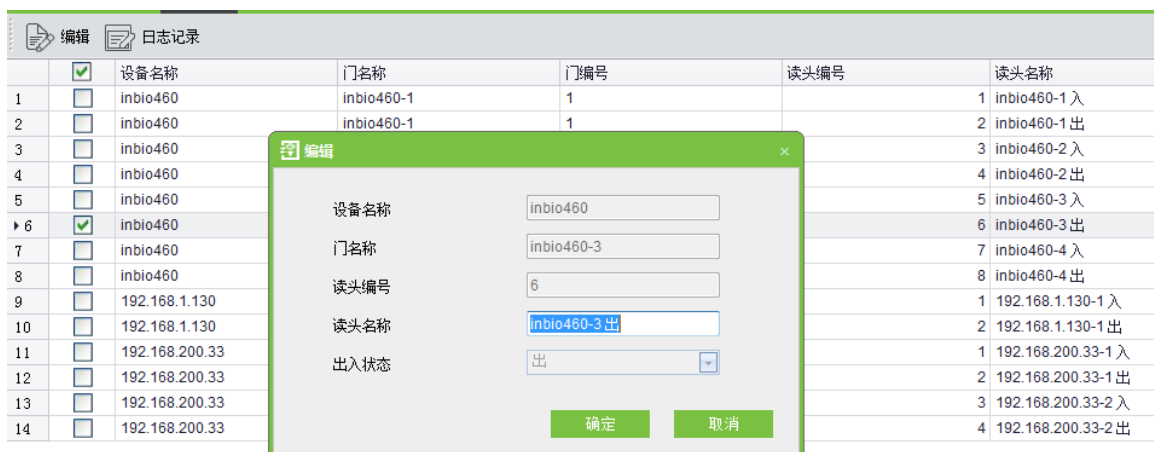 编辑 日志记录
设备名称 门名称 门编号 读头编号 读头名称
1 inbio460 inbio460-1 1 1 inbio460-1入
2 inbio460 inbio460-1 1 2 inbio460-1出
3 inbio460 3 inbio460-2入
4 inbio460 4 inbio460-2出
5 inbio460 5 inbio460-3入
6 inbio460 6 inbio460-3出
7 inbio460 7 inbio460-4入
8 inbio460 8 inbio460-4出
9 192.168.1.130 1 192.168.1.130-1入
10 192.168.1.130 2 192.168.1.130-1出
11 192.168.200.33 1 192.168.200.33-1入
12 192.168.200.33 2 192.168.200.33-1出
13 192.168.200.33 3 192.168.200.33-2入
14 192.168.200.33 4 192.168.200.33-2出
编辑 ×
设备名称 inbio460
门名称 inbio460-3
读头编号 6
读头名称 inbio460-3出
出入状态 出
确定 取消